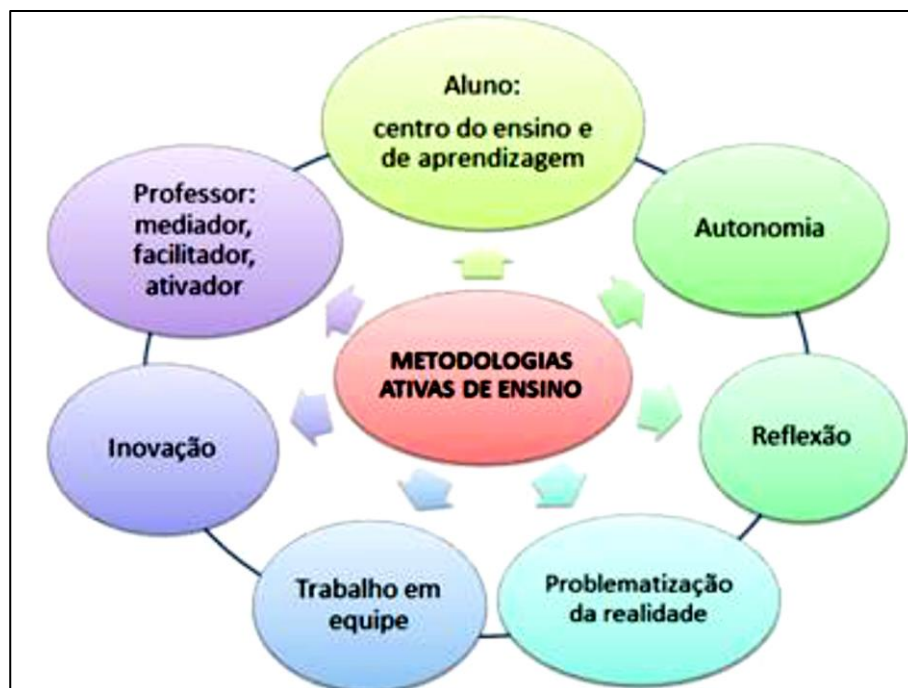 Aluno:
centro do ensino e
de aprendizagem
Autonomia
Reflexão
Problematização
da realidade
Trabalho em
equipe
Inovação
Professor:
mediador,
facilitador,
ativador
METODOLOGIAS
ATIVAS DE ENSINO